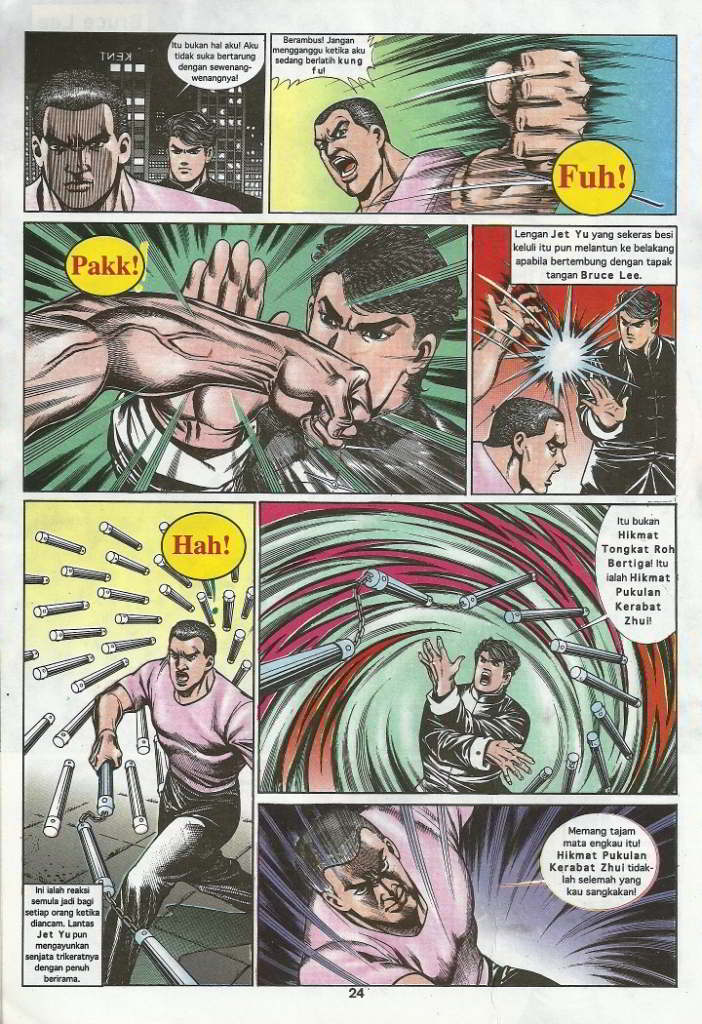 Itu bukan hal aku! Aku
tidak suka bertarung
dengan sewenang-
wenangnya!
KENT
Berambus! Jangan
mengganggu ketika aku
sedang berlatih kung
fu!
Fuh!
Pakk!
Lengan Jet Yu yang sekeras besi
keluli itu pun melantun ke belakang
apabila bertembung dengan tapak
tangan Bruce Lee.
Hah!
Ini ialah reaksi
semula jadi bagi
setiap orang ketika
diancam. Lantas
Jet Yu pun
mengayunkan
senjata trikeratnya
dengan penuh
berirama.
Itu bukan
Hikmat
Tongkat Roh
Bertiga! Itu
ialah Hikmat
Pukulan
Kerabat
Zhui!
Memang tajam
mata engkau itu!
Hikmat Pukulan
Kerabat Zhui tidak-
lah selemah yang
kau sangkakan!
24